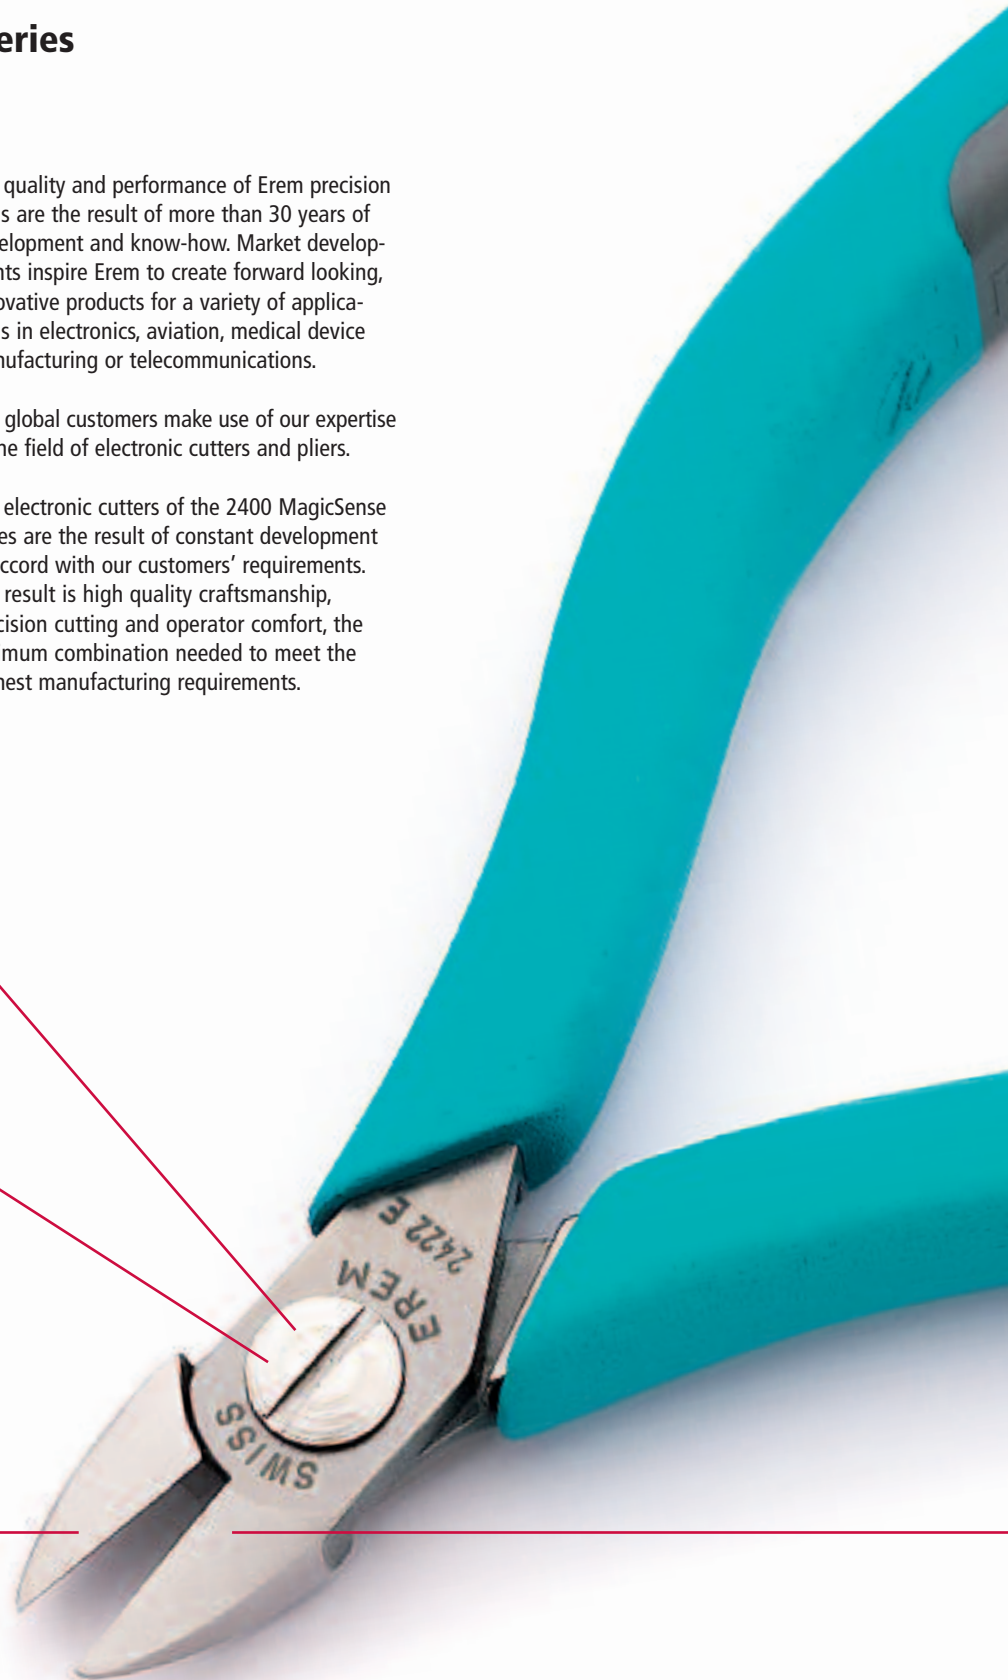 eries
quality and performance of Erem precision
s are the result of more than 30 years of
elopment and know-how. Market develop-
nts inspire Erem to create forward looking,
ovative products for a variety of applica-
s in electronics, aviation, medical device
nufacturing or telecommunications.
global customers make use of our expertise
ne field of electronic cutters and pliers.
electronic cutters of the 2400 MagicSense
es are the result of constant development
ccord with our customers’ requirements.
result is high quality craftsmanship,
cision cutting and operator comfort, the
mum combination needed to meet the
nest manufacturing requirements.
2422 E
EREM
SWISS